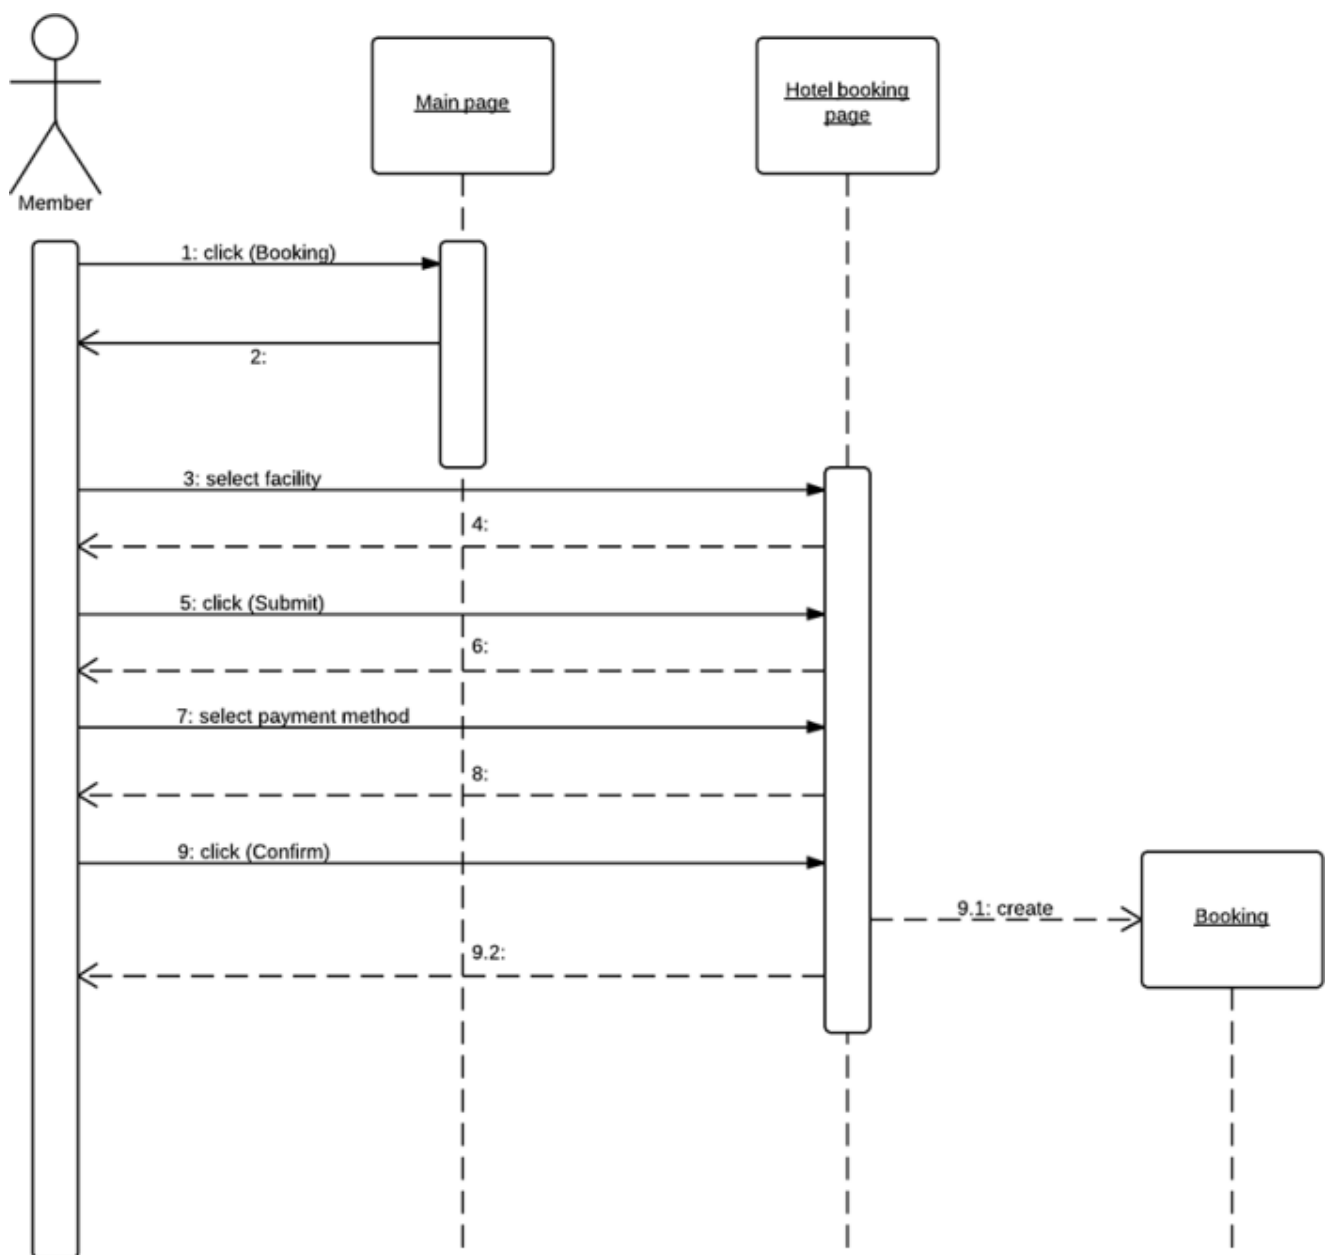 Main page
Hotel booking
page
Member
1: click (Booking)
2:
3: select facility
4:
5: click (Submit)
6:
7: select payment method
8:
9: click (Confirm)
9.1: create
Booking
9.2: